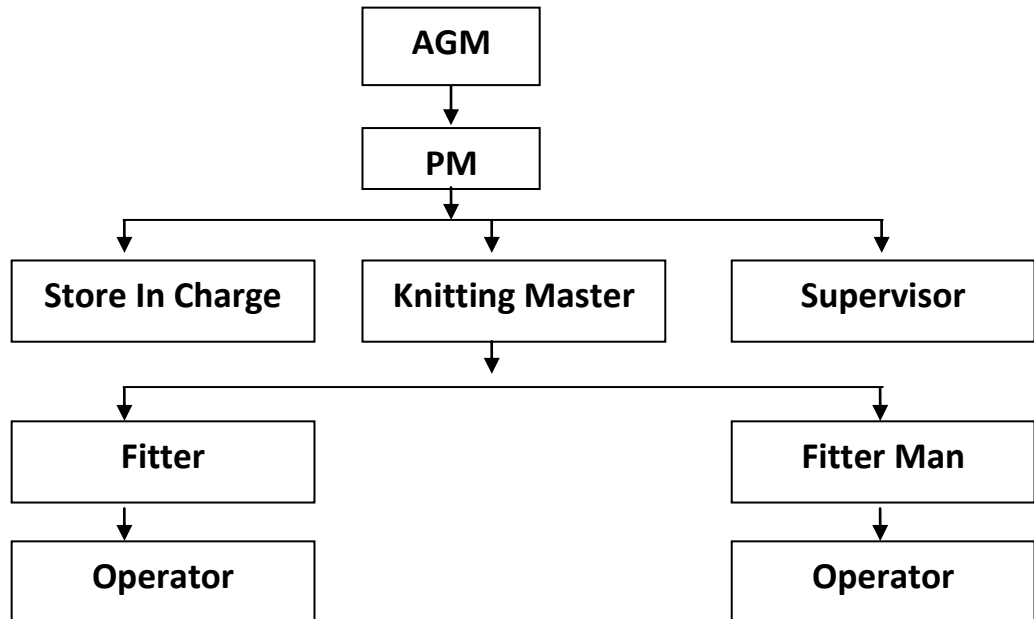 AGM
PM
Store In Charge
Knitting Master
Supervisor
Fitter
Fitter Man
Operator
Operator